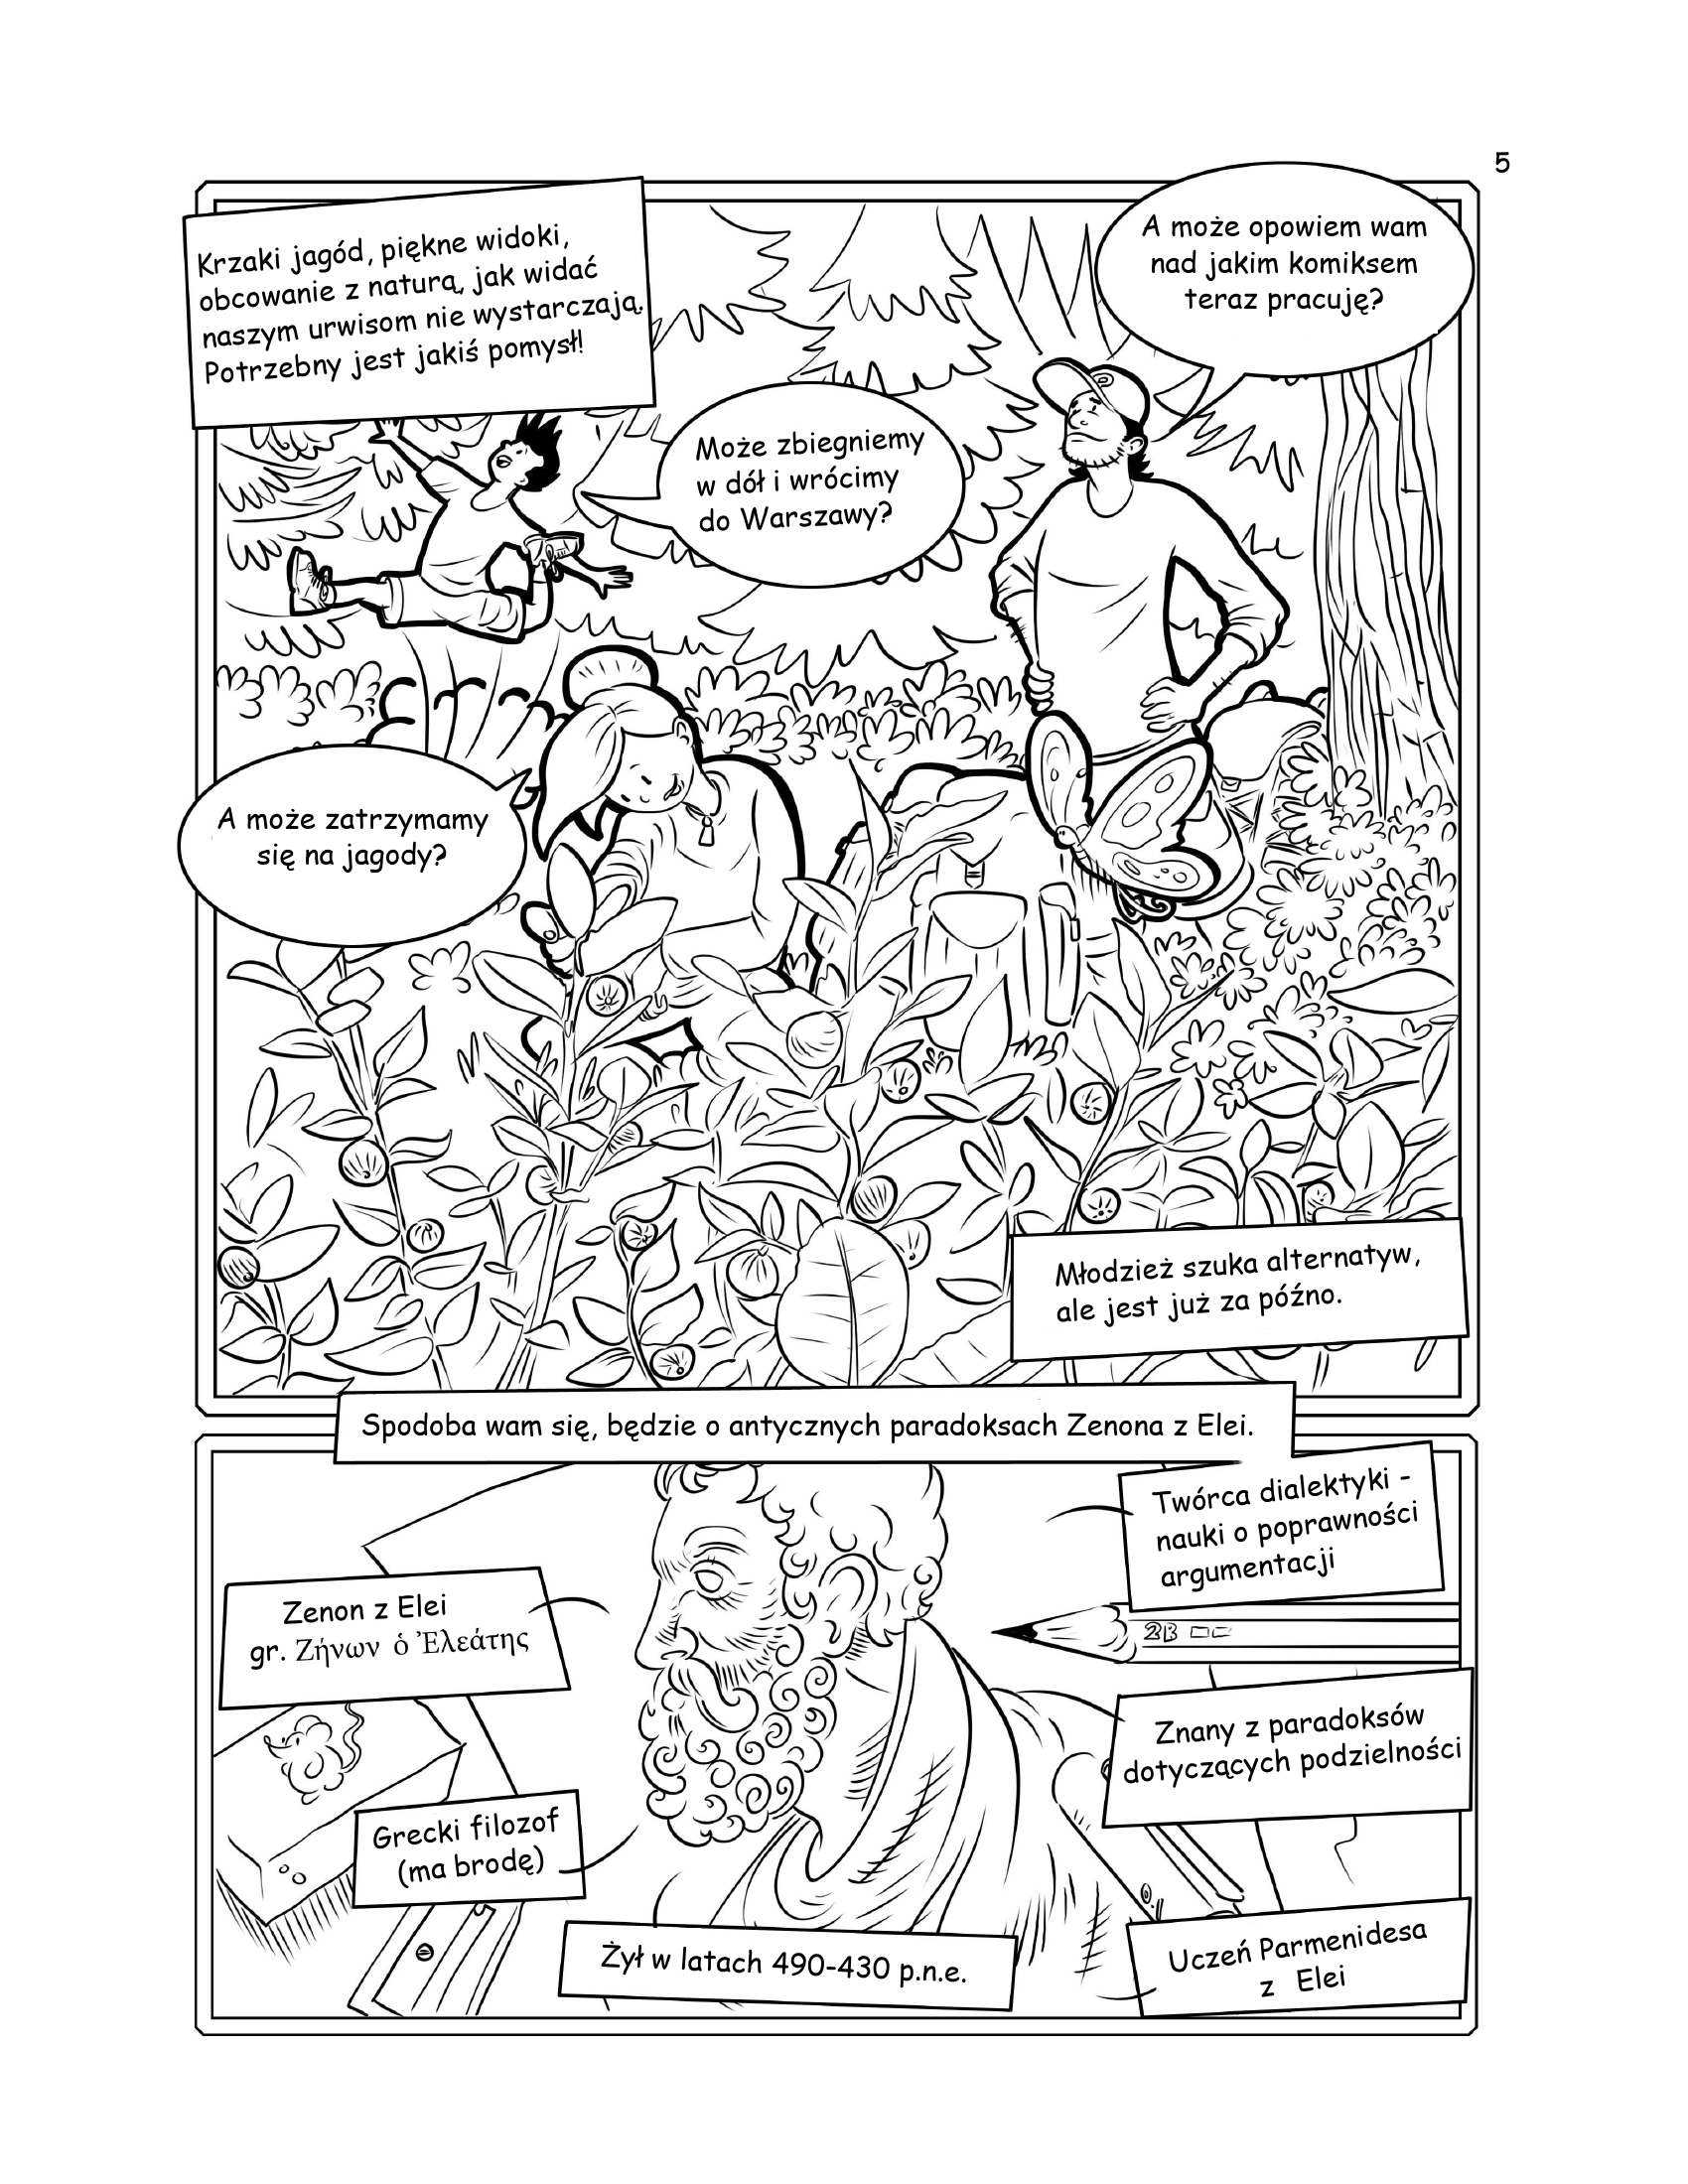 5
Krzaki jagód, piękne widoki,
obcowanie z naturą, jak widać
naszym urwisom nie wystarczają.
Potrzebny jest jakiś pomysł!
A może opowiem wam
nad jakim komiksem
teraz pracuję?
Może zbiegniemy
w dół i wrócimy
do Warszawy?
A może zatrzymamy
się na jagody?
Młodzież szuka alternatyw,
ale jest już za późno.
Spodoba wam się, będzie o antycznych paradoksach Zenona z Elei.
Twórca dialektyki -
nauki o poprawności
argumentacji
Zenon z Elei
gr. Ζήνων ὁ Ἐλεάτης
2B
Znany z paradoksów
dotyczących podzielności
Grecki filozof
(ma brodę)
Żył w latach 490-430 p.n.e.
Uczeń Parmenidesa
z Elei